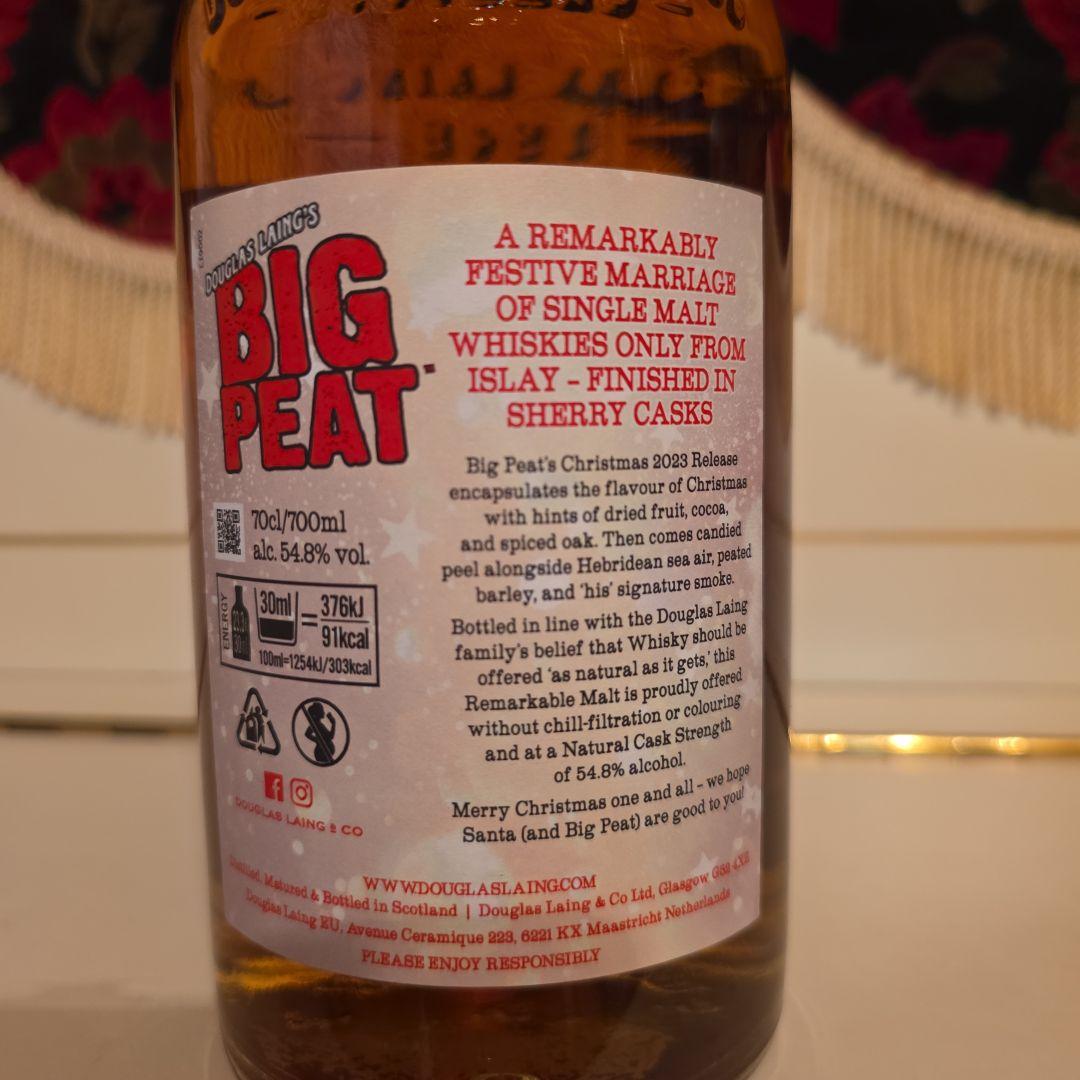 DOUGLAS LAING'S
BIG
PEAT™
70cl/700ml
alc. 54.8% vol.
ENERGY
30ml = 376kJ
91kcal
100ml=1254kJ/303kcal
DOUGLAS LAING & CO
A REMARKABLY
FESTIVE MARRIAGE
OF SINGLE MALT
WHISKIES ONLY FROM
ISLAY - FINISHED IN
SHERRY CASKS
Big Peat's Christmas 2023 Release
encapsulates the flavour of Christmas
with hints of dried fruit, cocoa,
and spiced oak. Then comes candied
peel alongside Hebridean sea air, peated
barley, and 'his' signature smoke.
Bottled in line with the Douglas Laing
family's belief that Whisky should be
offered 'as natural as it gets,' this
Remarkable Malt is proudly offered
without chill-filtration or colouring
and at a Natural Cask Strength
of 54.8% alcohol.
Merry Christmas one and all - we hope
Santa (and Big Peat) are good to you!
WWW.DOUGLASLAING.COM
Distilled, Matured & Bottled in Scotland | Douglas Laing & Co Ltd, Glasgow
Douglas Laing EU, Avenue Ceramique 223, 6221 KX Maastricht Netherlands
PLEASE ENJOY RESPONSIBLY